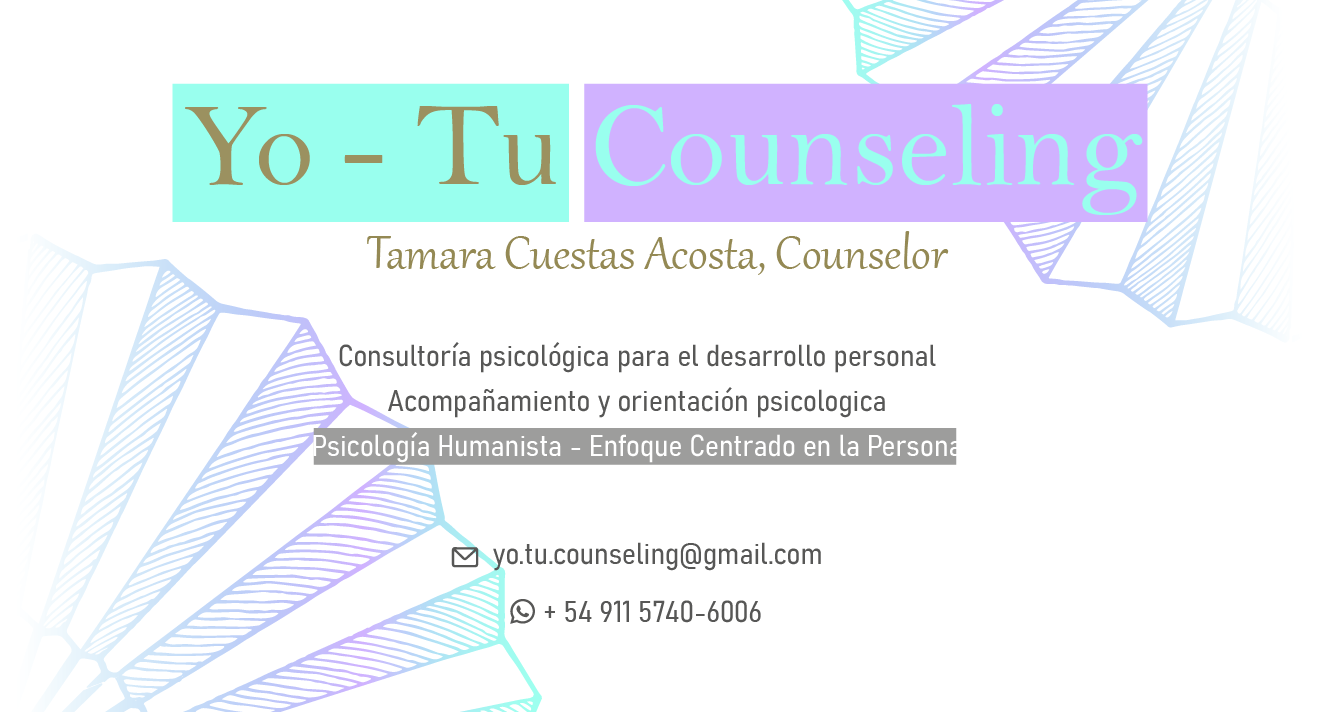 Yo - Tu Counseling
Tamara Cuestas Acosta, Counselor
Consultoría psicológica para el desarrollo personal
Acompañamiento y orientación psicologica
Psicología Humanista - Enfoque Centrado en la Persona
yo.tu.counseling@gmail.com
+ 54 911 5740-6006